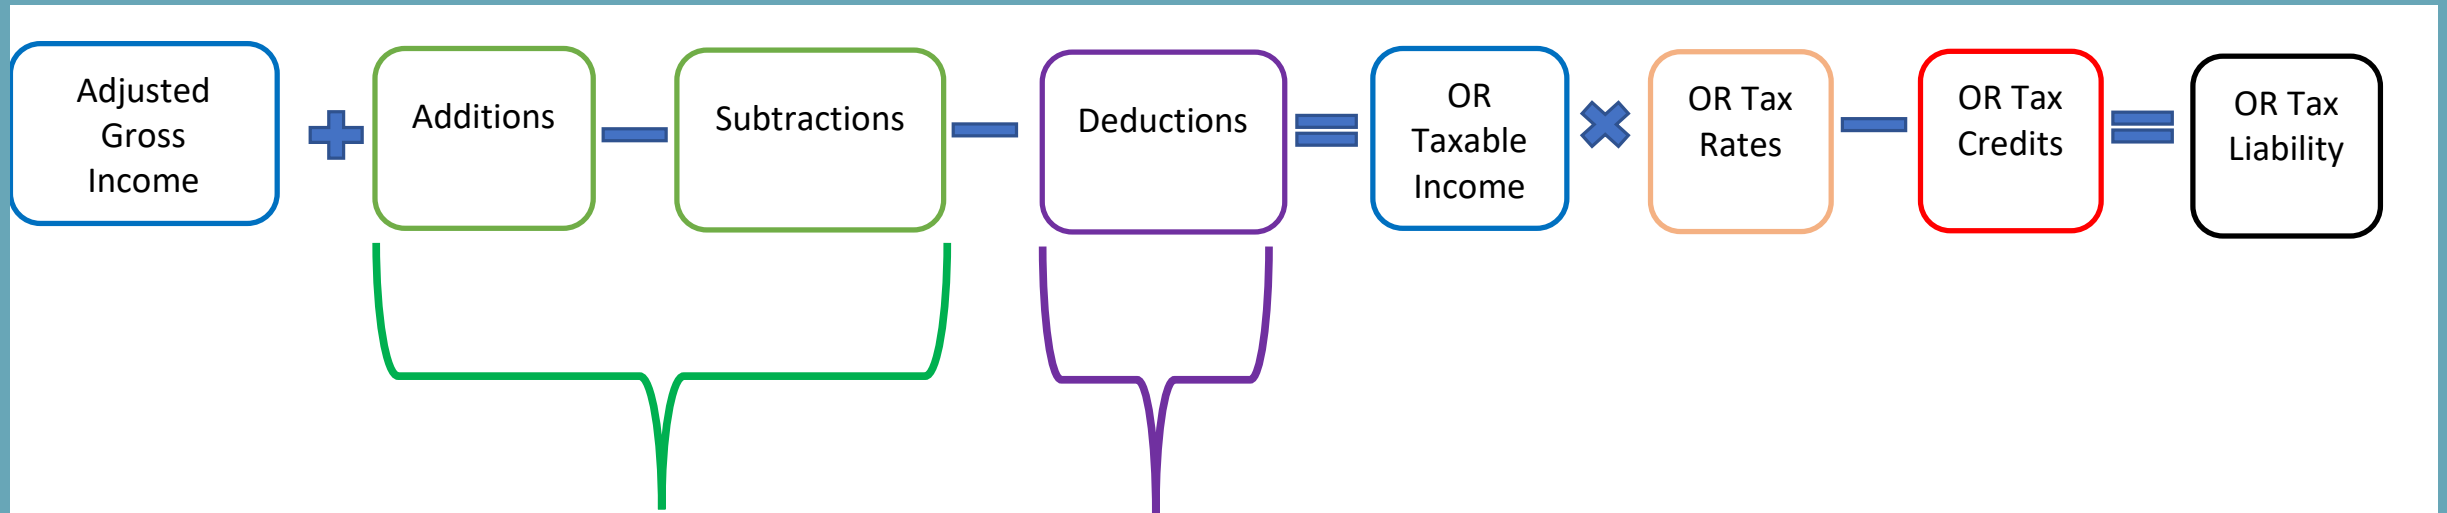 Adjusted
Gross
Income
Additions
Subtractions
Deductions
OR
Taxable
Income
OR Tax
Rates
OR Tax
Credits
OR Tax
Liability